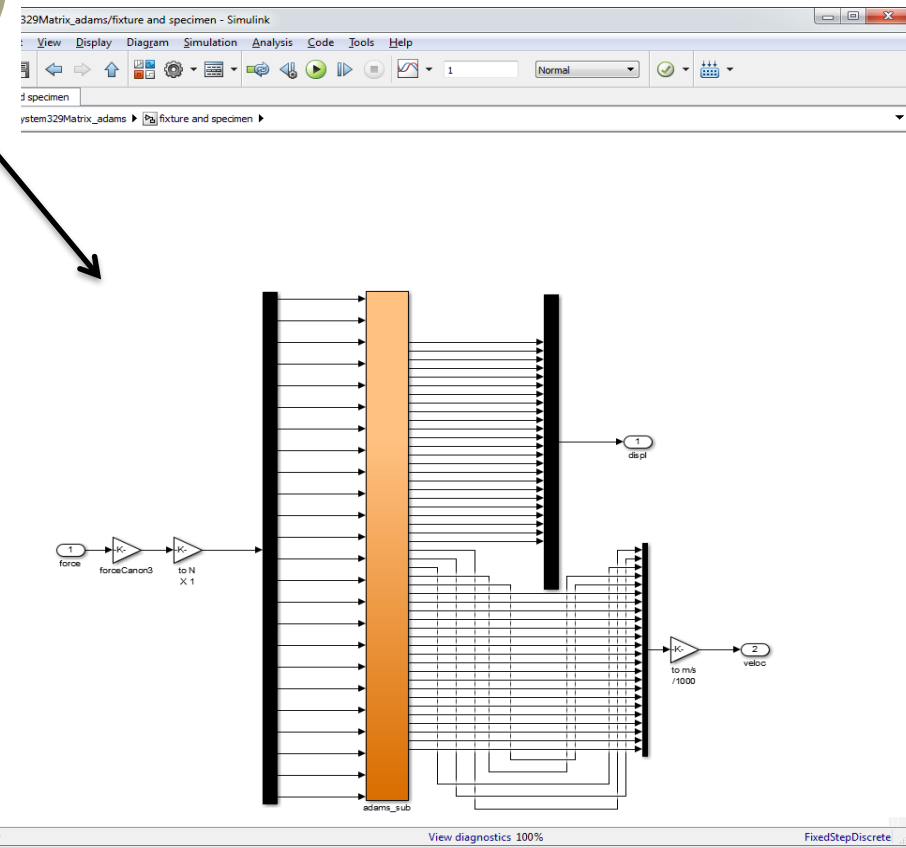 329Matrix_adams/fixture and specimen - Simulink
View Display Diagram Simulation Analysis Code Tools Help
1 Normal
d specimen
ystem329Matrix_adams fixture and specimen
1
displ
1
force
-K-
forceCanon3
-K-
to N
X 1
-K-
to m/s
/1000
2
veloc
adams_sub
View diagnostics 100% FixedStepDiscrete